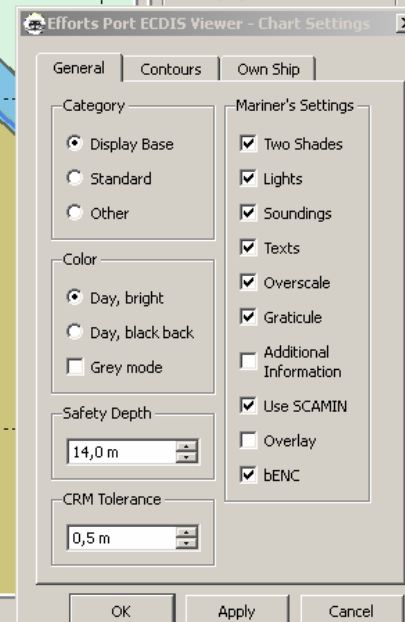 Efforts Port ECDIS Viewer - Chart Settings
General
Contours
Own Ship
Category
Display Base
Standard
Other
Color
Day, bright
Day, black back
Grey mode
Safety Depth
14,0 m
CRM Tolerance
0,5 m
Mariner's Settings
Two Shades
Lights
Soundings
Texts
Overscale
Graticule
Additional
Information
Use SCAMIN
Overlay
bENC
OK
Apply
Cancel